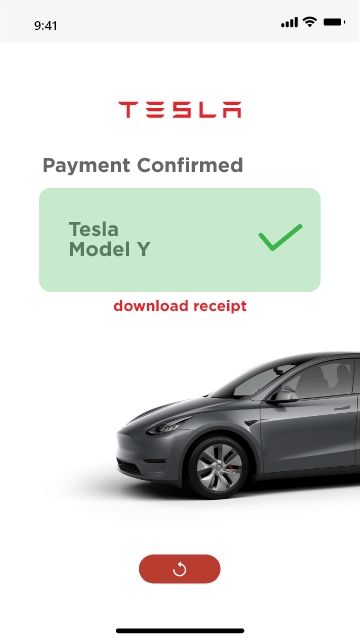 9:41
TESLA
Payment Confirmed
Tesla
Model Y
download receipt